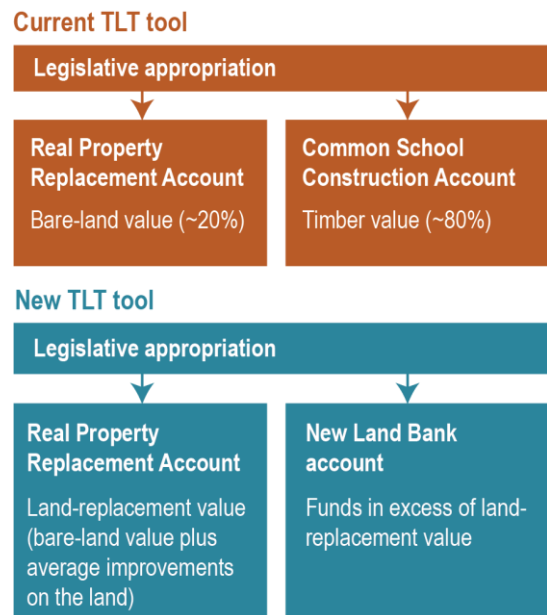 Current TLT tool
Legislative appropriation
Real Property
Replacement Account
Bare-land value (~20%)
Common School
Construction Account
Timber value (~80%)
New TLT tool
Legislative appropriation
Real Property
Replacement Account
Land-replacement value
(bare-land value plus
average improvements
on the land)
New Land Bank
account
Funds in excess of land-
replacement value